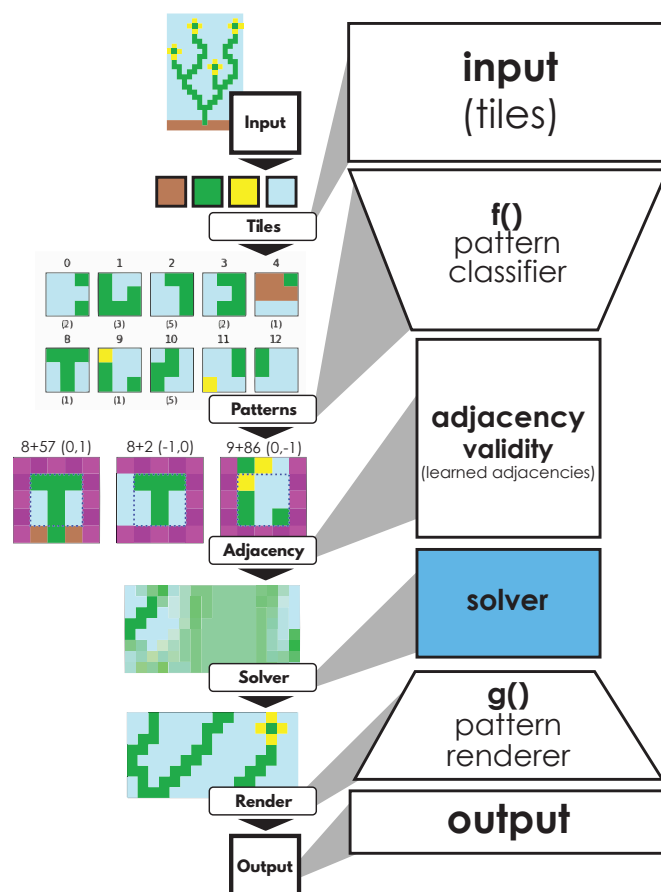 Input
Tiles
0 1 2 3 4
(2) (3) (5) (2) (1)
8 9 10 11 12
(1) (1) (5)
Patterns
8+57 (0,1) 8+2 (-1,0) 9+86 (0,-1)
Adjacency
Solver
Render
Output
input
(tiles)
f()
pattern
classifier
adjacency
validity
(learned adjacencies)
solver
g()
pattern
renderer
output